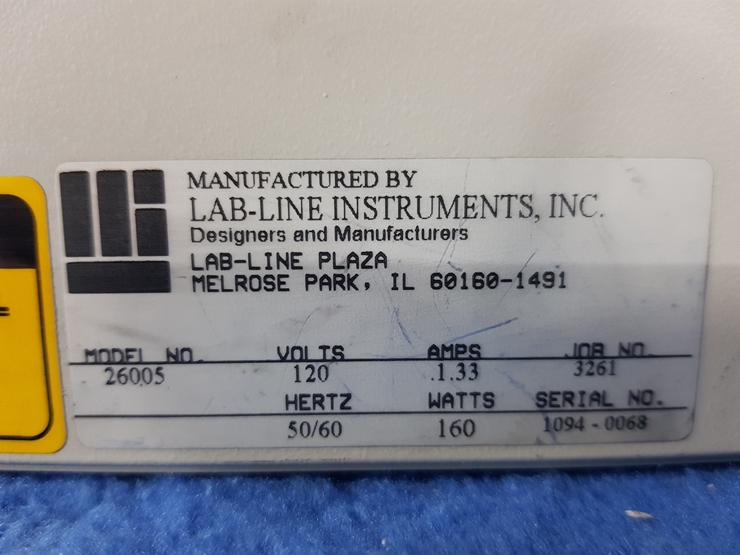 MANUFACTURED BY
LAB-LINE INSTRUMENTS, INC.
Designers and Manufacturers
LAB-LINE PLAZA
MELROSE PARK, IL 60160-1491
MODEL NO. VOLTS AMPS JOB NO.
26005 120 1.33 3261
HERTZ WATTS SERIAL NO.
50/60 160 1094 - 0068